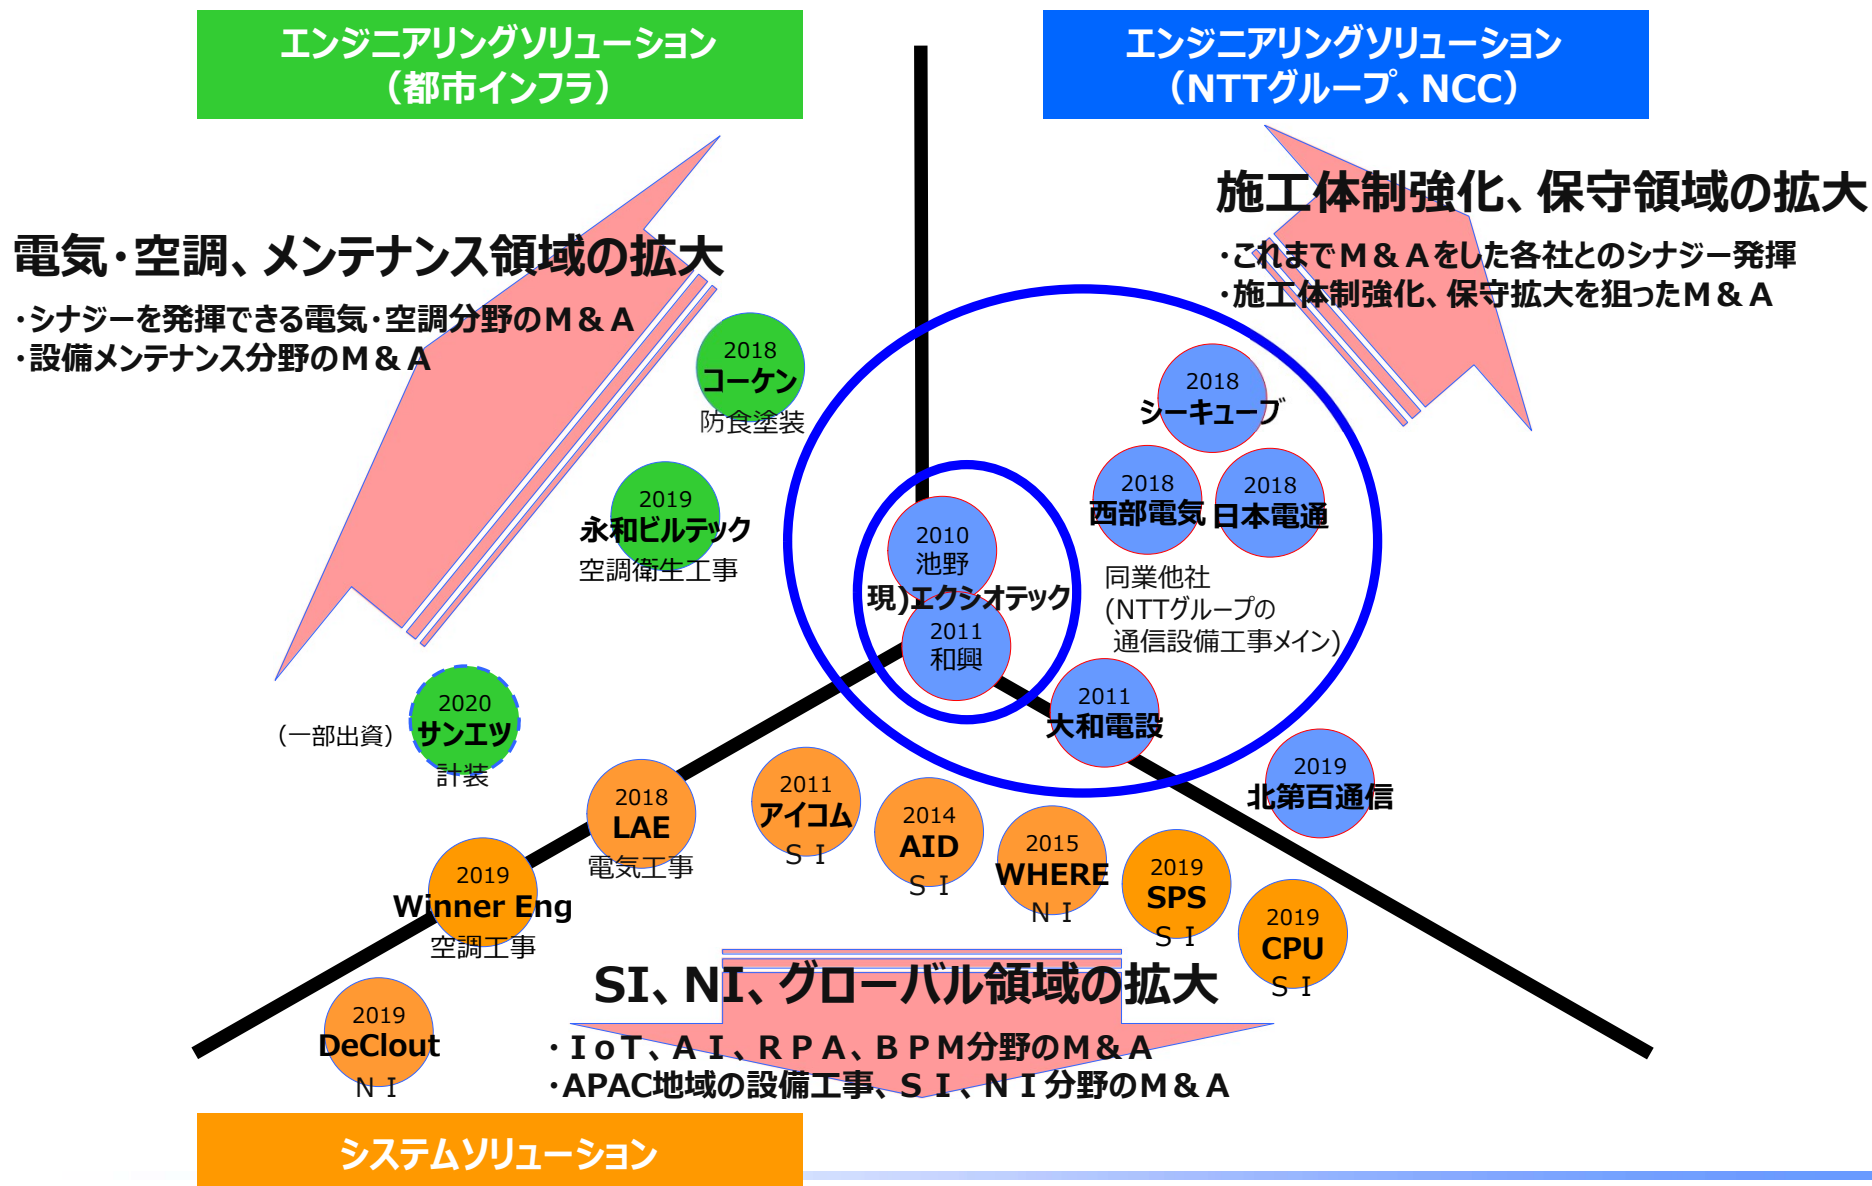 エンジニアリングソリューション
（都市インフラ）
エンジニアリングソリューション
（NTTグループ、NCC）
電気・空調、メンテナンス領域の拡大
・シナジーを発揮できる電気・空調分野のM＆A
・設備メンテナンス分野のM＆A
施工体制強化、保守領域の拡大
・これまでM＆Aをした各社とのシナジー発揮
・施工体制強化、保守拡大を狙ったM＆A
2018
コーケン
防食塗装
2019
永和ビルテック
空調衛生工事
（一部出資）
2020
サンエツ
計装
2018
シーキューブ
2018
西部電気
2018
日本電通
同業他社
(NTTグループの
通信設備工事メイン)
2010
池野
現)エクシオテック
2011
和興
2011
大和電設
2019
北第百通信
2018
LAE
電気工事
2019
Winner Eng
空調工事
2019
DeClout
ＮＩ
2011
アイコム
ＳＩ
2014
AID
ＳＩ
2015
WHERE
ＮＩ
2019
SPS
ＳＩ
2019
CPU
ＳＩ
SI、NI、グローバル領域の拡大
・ＩoＴ、ＡＩ、ＲＰＡ、ＢＰＭ分野のM＆A
・APAC地域の設備工事、ＳＩ、ＮＩ分野のM＆A
システムソリューション